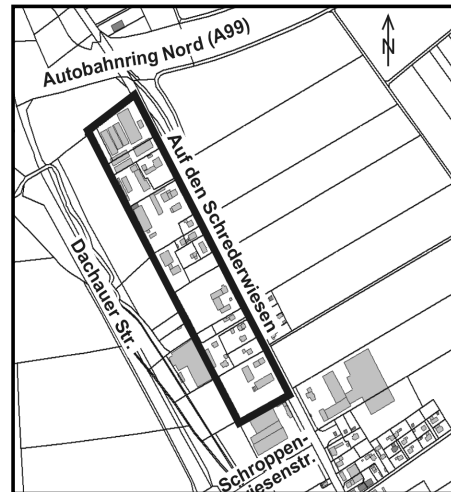 Autobahnring Nord (A99)
N
Auf den Schrederwiesen
Dachauer Str.
Schroppen-
wiesenstr.